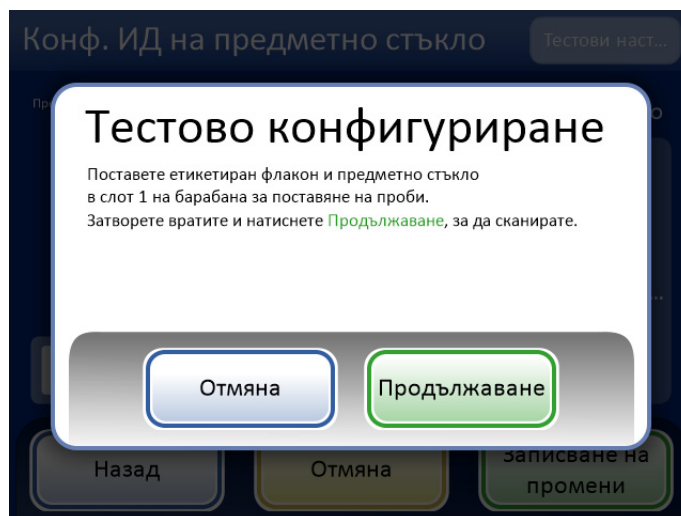 Конф. ИД на предметно стъкло
Тестови наст...
Тестово конфигуриране
Поставете етикетиран флакон и предметно стъкло
в слот 1 на барабана за поставяне на проби.
Затворете вратите и натиснете Продължаване, за да сканирате.
Отмяна
Продължаване
Назад
Отмяна
Записване на
промени